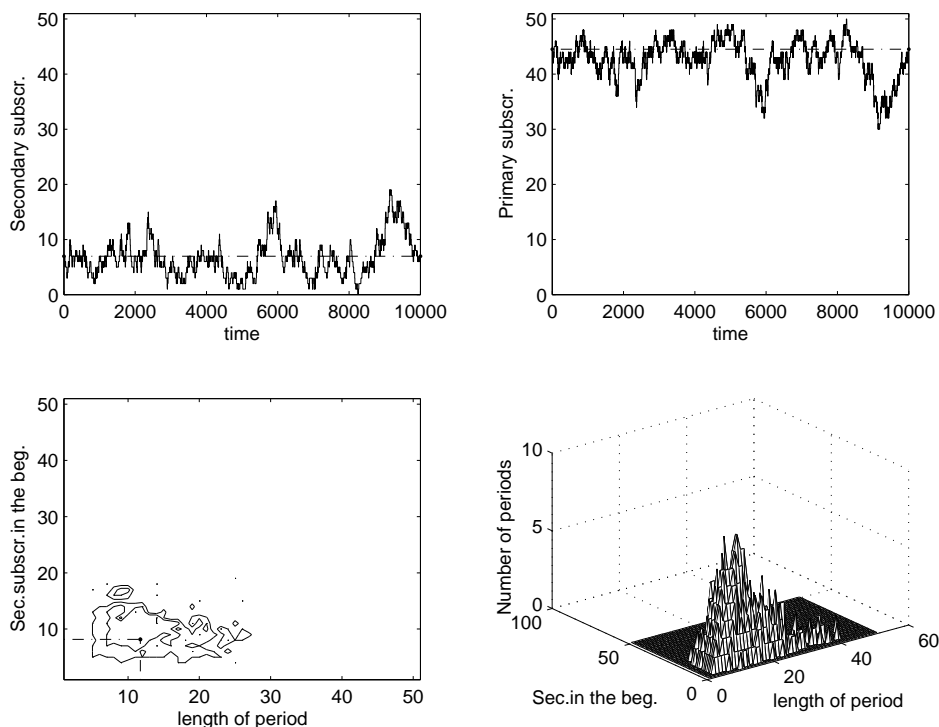 50
40
30
20
10
0
Secondary subscr.
0 2000 4000 6000 8000 10000
time
50
40
30
20
10
0
Primary subscr.
0 2000 4000 6000 8000 10000
time
50
40
30
20
10
Sec.subscr.in the beg.
10 20 30 40 50
length of period
10
5
0
Number of periods
100
50
0
Sec.in the beg.
0
20
40
60
length of period